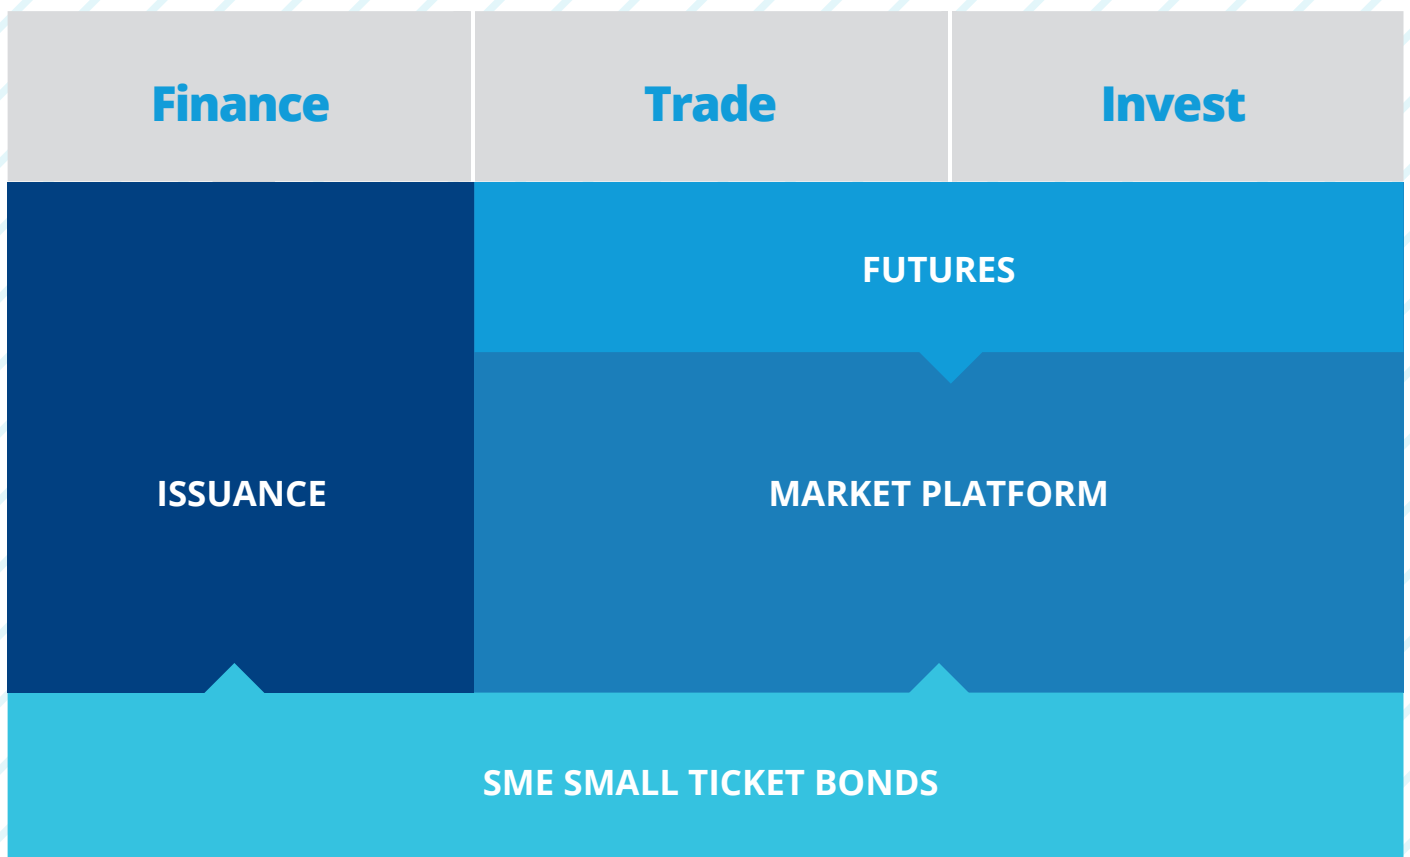 Finance
Trade
Invest
FUTURES
ISSUANCE
MARKET PLATFORM
SME SMALL TICKET BONDS